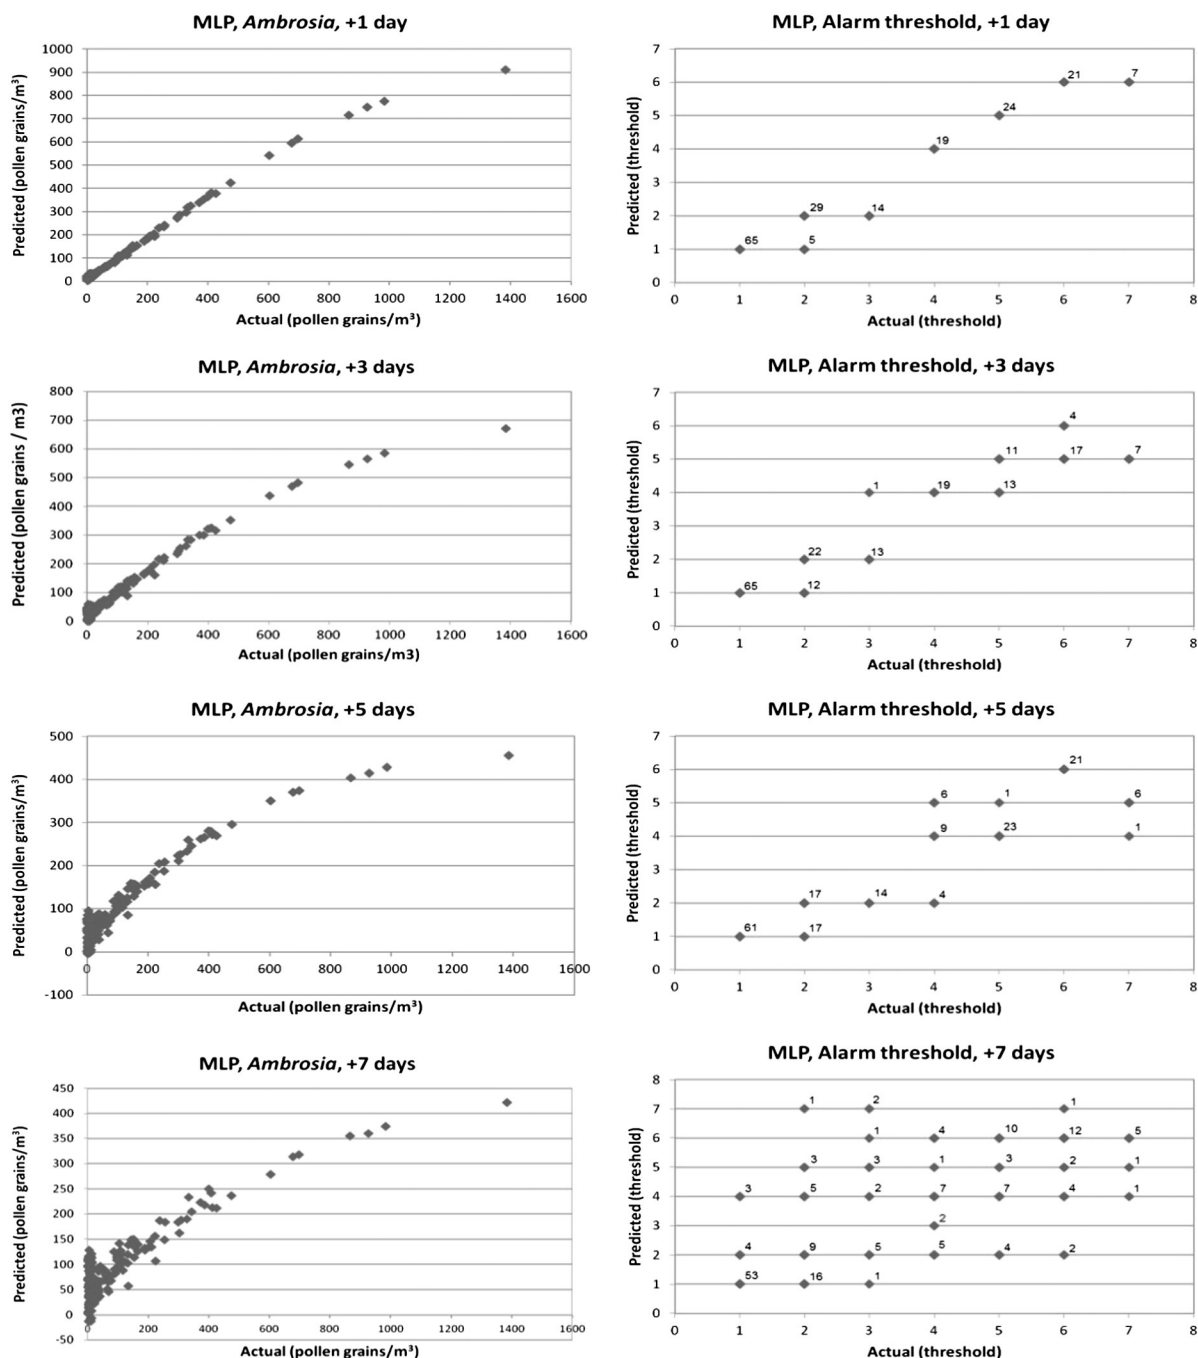 MLP, Ambrosia, +1 day
1000
900
800
700
600
500
400
300
200
100
0
0 200 400 600 800 1000 1200 1400 1600
Predicted (pollen grains/m³)
Actual (pollen grains/m³)
MLP, Alarm threshold, +1 day
7
6
5
4
3
2
1
0
0 1 2 3 4 5 6 7 8
21 7
24
19
29 14
65 5
Predicted (threshold)
Actual (threshold)
MLP, Ambrosia, +3 days
800
700
600
500
400
300
200
100
0
0 200 400 600 800 1000 1200 1400 1600
Predicted (pollen grains / m3)
Actual (pollen grains/m3)
MLP, Alarm threshold, +3 days
7
6
5
4
3
2
1
0
0 1 2 3 4 5 6 7 8
4
11 17 7
1 19 13
22 13
65 12
Predicted (threshold)
Actual (threshold)
MLP, Ambrosia, +5 days
500
400
300
200
100
0
-100
0 200 400 600 800 1000 1200 1400 1600
Predicted (pollen grains/m³)
Actual (pollen grains/m³)
MLP, Alarm threshold, +5 days
7
6
5
4
3
2
1
0
0 1 2 3 4 5 6 7 8
21
6 1 6
9 23 1
17 14 4
61 17
Predicted (threshold)
Actual (threshold)
MLP, Ambrosia, +7 days
450
400
350
300
250
200
150
100
50
0
-50
0 200 400 600 800 1000 1200 1400 1600
Predicted (pollen grains/m³)
Actual (pollen grains/m³)
MLP, Alarm threshold, +7 days
8
7
6
5
4
3
2
1
0
0 1 2 3 4 5 6 7 8
1 2 1
1 4 10 12 5
3 3 1 3 2 1
3 5 2 7 7 4 1
2
4 9 5 5 4 2
53 16 1
Predicted (threshold)
Actual (threshold)